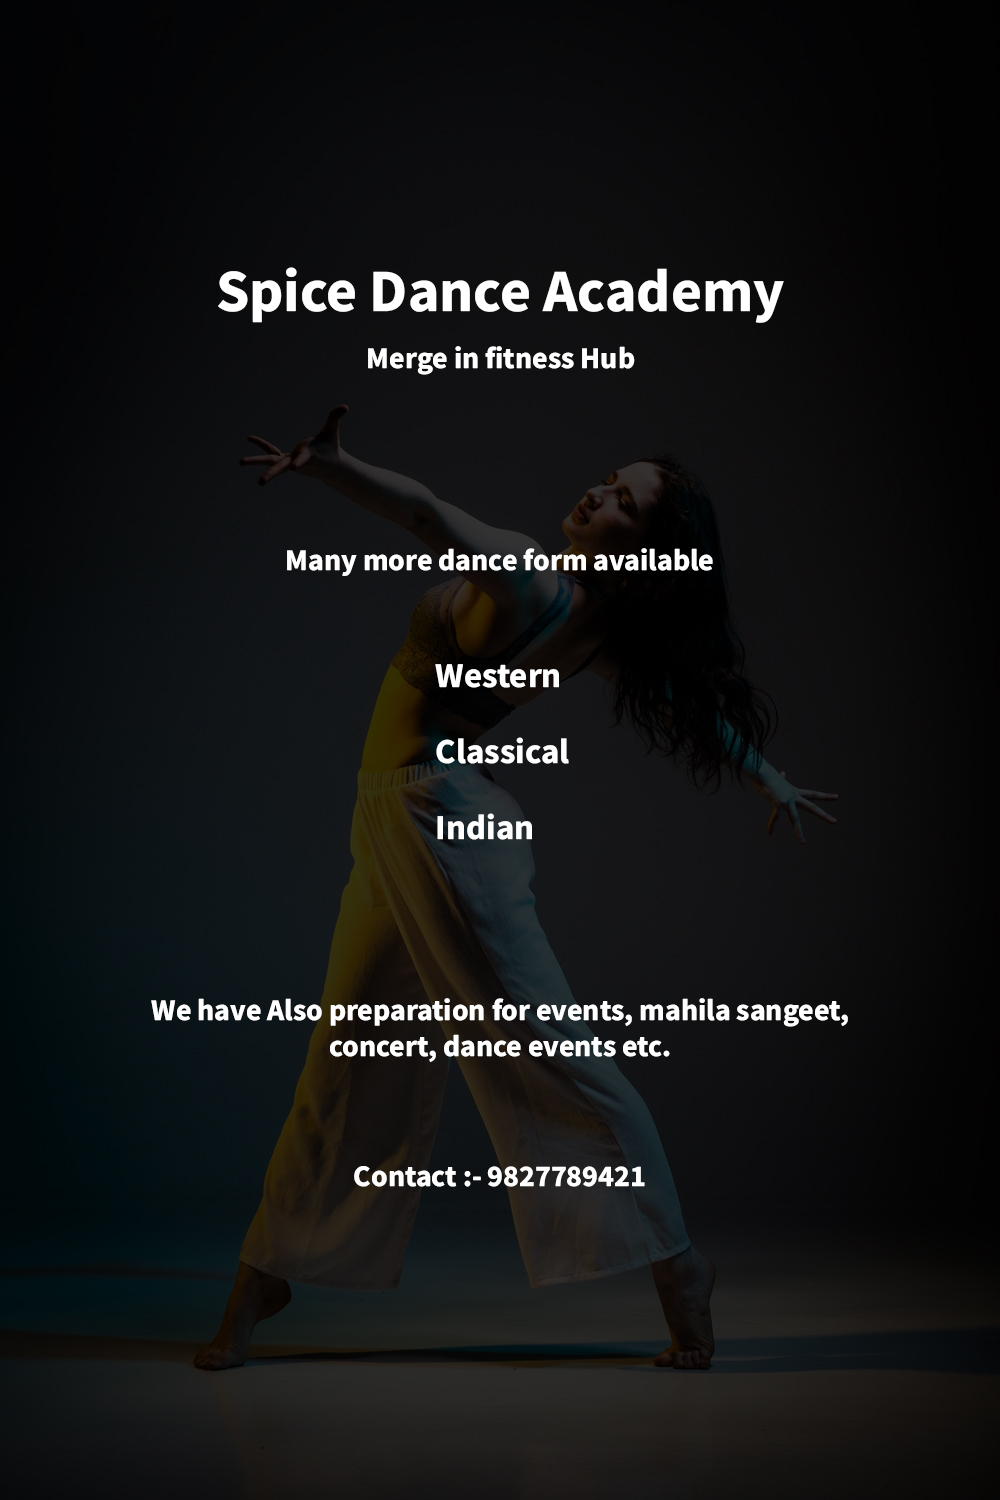 Spice Dance Academy
Merge in fitness Hub
Many more dance form available
Western
Classical
Indian
We have Also preparation for events, mahila sangeet,
concert, dance events etc.
Contact :- 9827789421